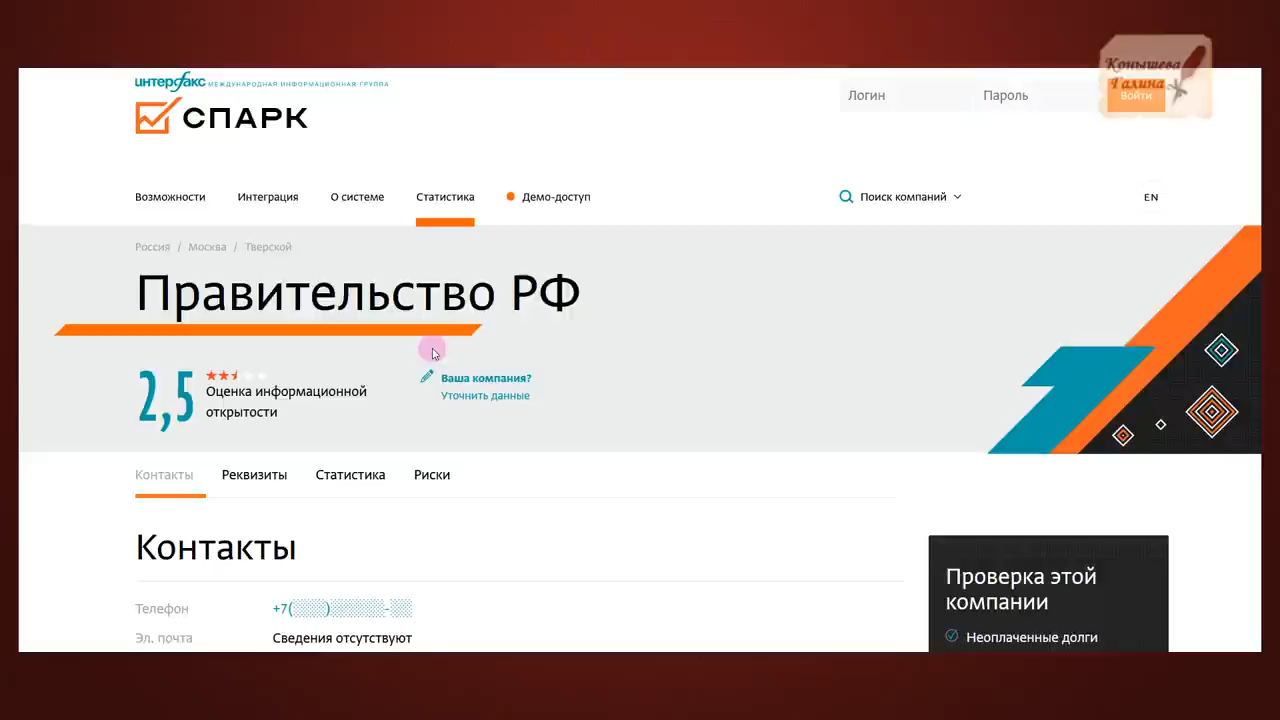 интерфакс МЕЖДУНАРОДНАЯ ИНФОРМАЦИОННАЯ ГРУППА
СПАРК
Логин
Пароль
Войти
Конышева
Галина
Возможности
Интеграция
О системе
Статистика
Демо-доступ
Поиск компаний
EN
Россия / Москва / Тверской
Правительство РФ
2,5
Оценка информационной
открытости
Ваша компания?
Уточнить данные
Контакты
Реквизиты
Статистика
Риски
Контакты
Телефон
+7(░░░)░░░░░-░░
Эл. почта
Сведения отсутствуют
Проверка этой
компании
Неоплаченные долги